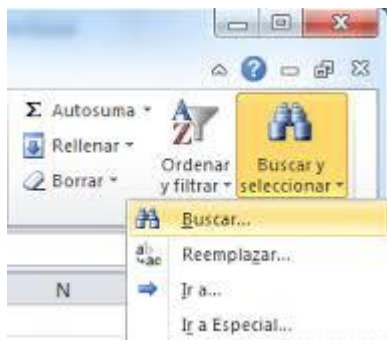 Σ Autosuma
Rellenar
Borrar
Ordenar
y filtrar
Buscar y
seleccionar
Buscar...
Reemplazar...
Ir a...
Ir a Especial...
N